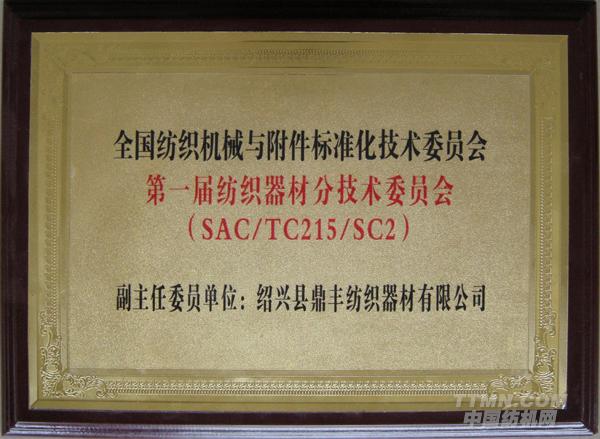 全国纺织机械与附件标准化技术委员会
第一届纺织器材分技术委员会
(SAC/TC215/SC2)
副主任委员单位：绍兴县鼎丰纺织器材有限公司
TTMN.COM
中国纺机网